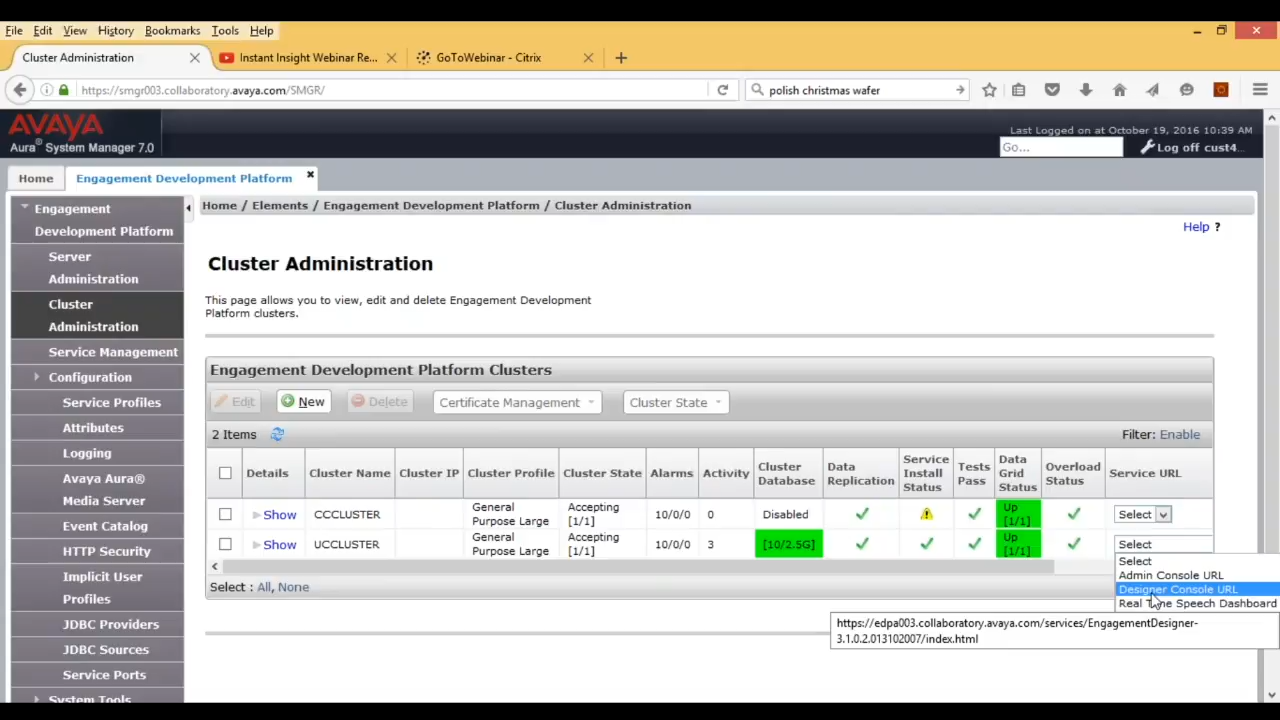 File Edit View History Bookmarks Tools Help
Cluster Administration
Instant Insight Webinar Re...
GoToWebinar - Citrix
https://smgr003.collaboratory.avaya.com/SMGR/
polish christmas wafer
AVAYA
Aura® System Manager 7.0
Last Logged on at October 19, 2016 10:39 AM
Go...
Log off cust4...
Home
Engagement Development Platform
Engagement
Development Platform
Server
Administration
Cluster
Administration
Service Management
Configuration
Service Profiles
Attributes
Logging
Avaya Aura®
Media Server
Event Catalog
HTTP Security
Implicit User
Profiles
JDBC Providers
JDBC Sources
Service Ports
System Tools
Home / Elements / Engagement Development Platform / Cluster Administration
Help ?
Cluster Administration
This page allows you to view, edit and delete Engagement Development
Platform clusters.
Engagement Development Platform Clusters
Edit New Delete Certificate Management Cluster State
2 Items
Filter: Enable
Details Cluster Name Cluster IP Cluster Profile Cluster State Alarms Activity Cluster Database Data Replication Service Install Status Tests Pass Data Grid Status Overload Status Service URL
Show CCCLUSTER General Purpose Large Accepting [1/1] 10/0/0 0 Disabled Up [1/1] Select
Show UCCLUSTER General Purpose Large Accepting [1/1] 10/0/0 3 [10/2.5G] Up [1/1] Select
Select
Admin Console URL
Designer Console URL
Real Time Speech Dashboard
Select : All, None
https://edpa003.collaboratory.avaya.com/services/EngagementDesigner-
3.1.0.2.013102007/index.html